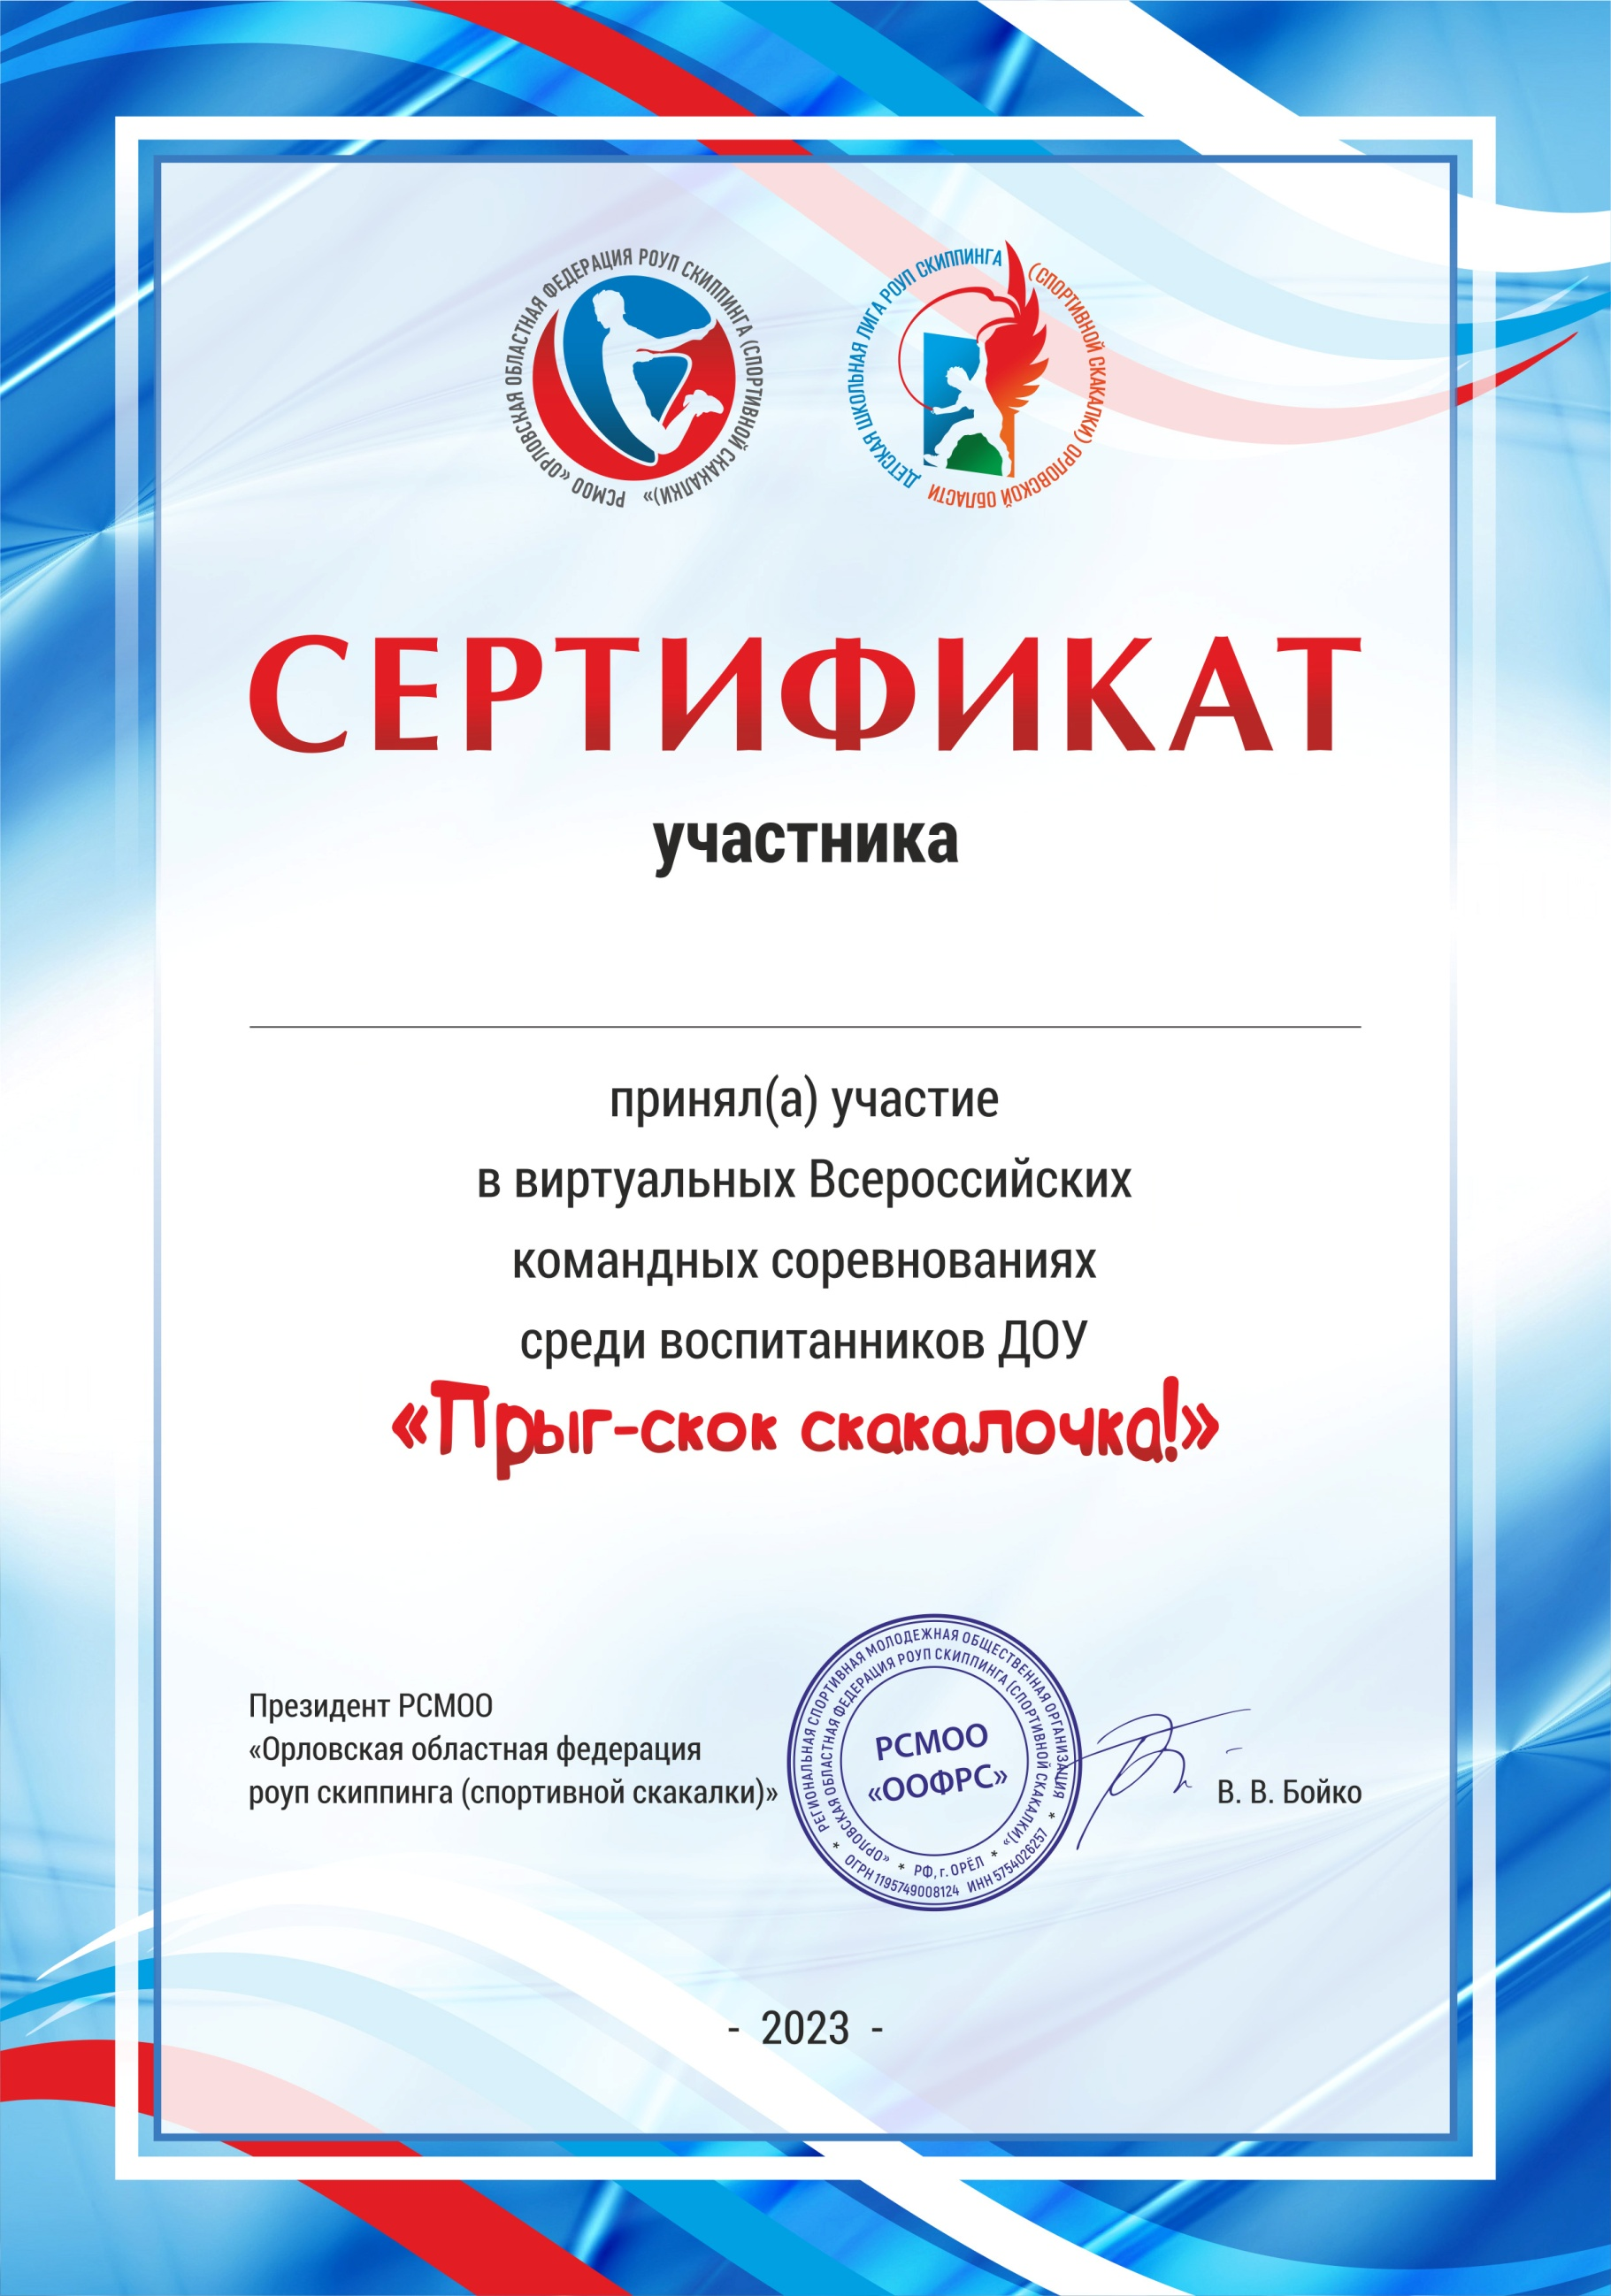 РСМОО «ОРЛОВСКАЯ ОБЛАСТНАЯ ФЕДЕРАЦИЯ РОУП СКИППИНГА (СПОРТИВНОЙ СКАКАЛКИ)»
ДЕТСКАЯ ШКОЛЬНАЯ ЛИГА РОУП СКИППИНГА (СПОРТИВНОЙ СКАКАЛКИ) ОРЛОВСКОЙ ОБЛАСТИ
СЕРТИФИКАТ
участника
принял(а) участие
в виртуальных Всероссийских
командных соревнованиях
среди воспитанников ДОУ
«Прыг-скок скакалочка!»
Президент РСМОО
«Орловская областная федерация
роуп скиппинга (спортивной скакалки)»
РЕГИОНАЛЬНАЯ СПОРТИВНАЯ МОЛОДЕЖНАЯ ОБЩЕСТВЕННАЯ ОРГАНИЗАЦИЯ
* ОГРН 1195749008124 ИНН 5754026257 *
«ОРЛОВСКАЯ ОБЛАСТНАЯ ФЕДЕРАЦИЯ РОУП СКИППИНГА (СПОРТИВНОЙ СКАКАЛКИ)»
* РФ, г. ОРЁЛ *
РСМОО
«ООФРС»
В. В. Бойко
- 2023 -